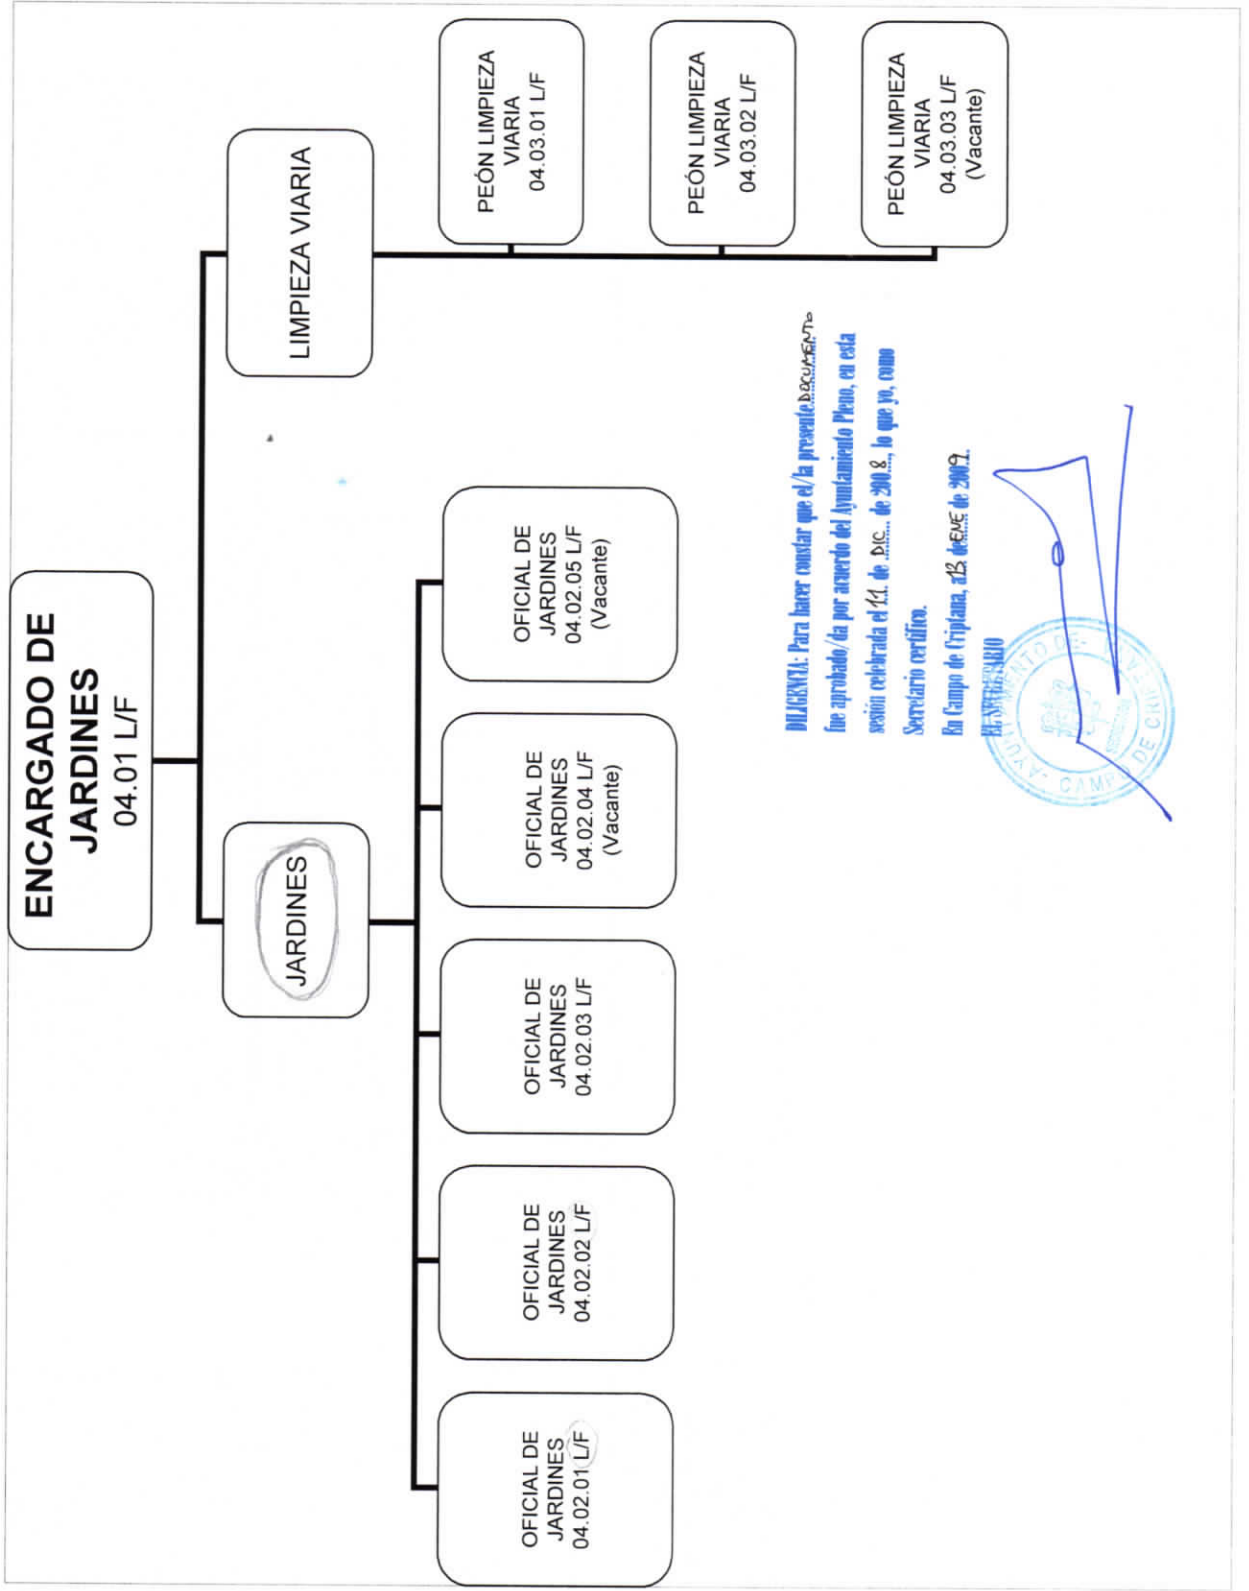 ENCARGADO DE
JARDINES
04.01 L/F
JARDINES
LIMPIEZA VIARIA
OFICIAL DE
JARDINES
04.02.01 L/F
OFICIAL DE
JARDINES
04.02.02 L/F
OFICIAL DE
JARDINES
04.02.03 L/F
OFICIAL DE
JARDINES
04.02.04 L/F
(Vacante)
OFICIAL DE
JARDINES
04.02.05 L/F
(Vacante)
PEÓN LIMPIEZA
VIARIA
04.03.01 L/F
PEÓN LIMPIEZA
VIARIA
04.03.02 L/F
PEÓN LIMPIEZA
VIARIA
04.03.03 L/F
(Vacante)
DILIGENCIA: Para hacer constar que el/la presente DOCUMENTO
fue aprobado/da por acuerdo del Ayuntamiento Pleno, en esta
sesión celebrada el 11 de DIC. de 2008, lo que yo, como
Secretario certifico.
En Campo de Criptana, a 13 de ENE de 2009.
EL SECRETARIO
AYUNTAMIENTO DE
CAMPO DE CRIPTANA